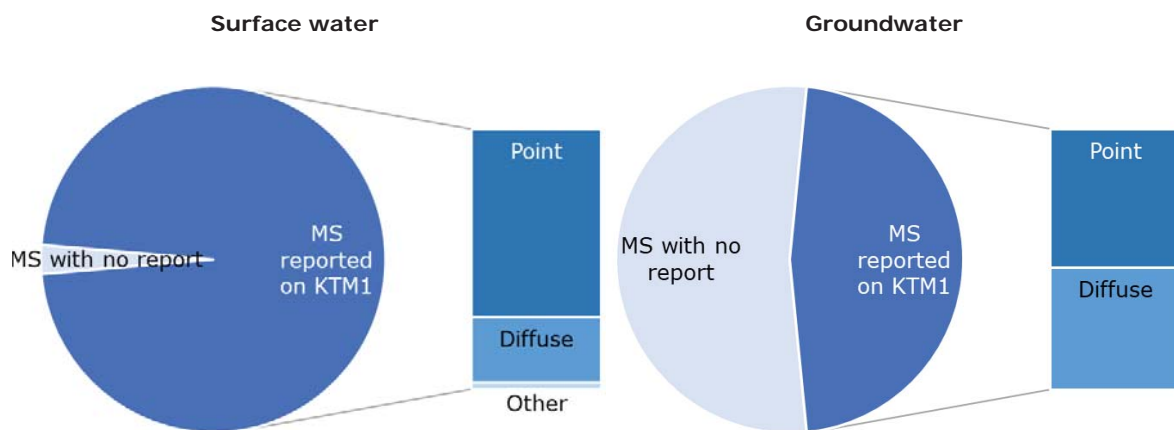 Surface water
Groundwater
MS with no report
MS
reported
on KTM1
Point
Diffuse
Other
MS with no
report
MS
reported
on KTM1
Point
Diffuse